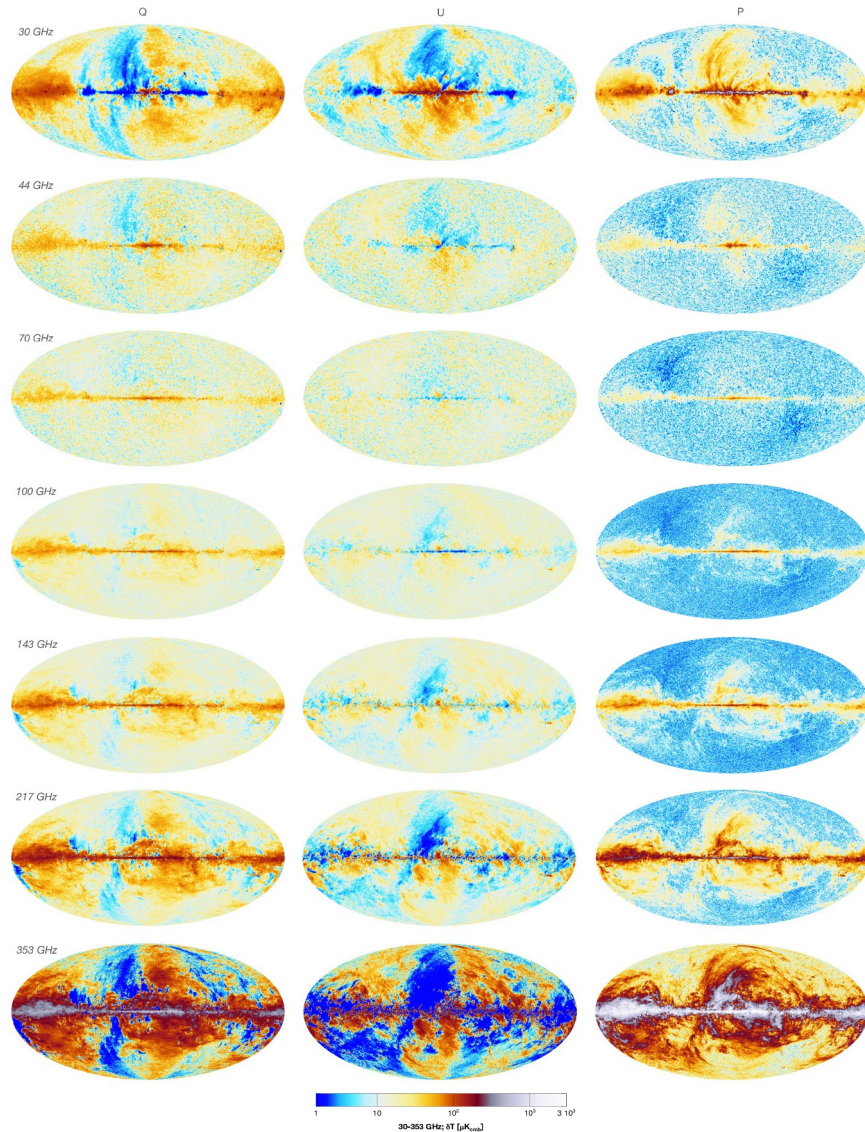 Q U P
30 GHz
44 GHz
70 GHz
100 GHz
143 GHz
217 GHz
353 GHz
1 10 10² 10³ 3 10³
30-353 GHz; δT [μK_cmb]